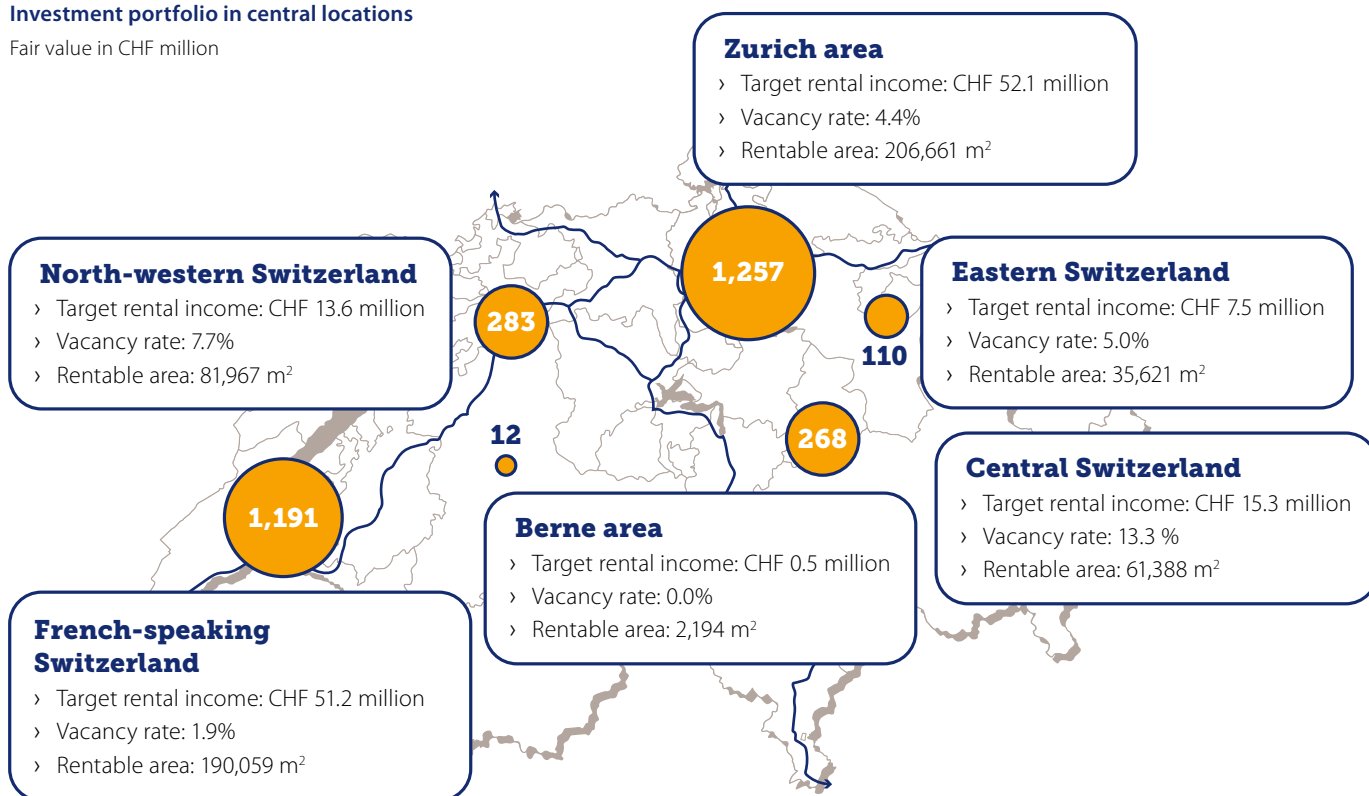 Investment portfolio in central locations
Fair value in CHF million
Zurich area
› Target rental income: CHF 52.1 million
› Vacancy rate: 4.4%
› Rentable area: 206,661 m²
North-western Switzerland
› Target rental income: CHF 13.6 million
› Vacancy rate: 7.7%
› Rentable area: 81,967 m²
283
1,257
110
Eastern Switzerland
› Target rental income: CHF 7.5 million
› Vacancy rate: 5.0%
› Rentable area: 35,621 m²
12
268
1,191
Central Switzerland
› Target rental income: CHF 15.3 million
› Vacancy rate: 13.3 %
› Rentable area: 61,388 m²
Berne area
› Target rental income: CHF 0.5 million
› Vacancy rate: 0.0%
› Rentable area: 2,194 m²
French-speaking
Switzerland
› Target rental income: CHF 51.2 million
› Vacancy rate: 1.9%
› Rentable area: 190,059 m²